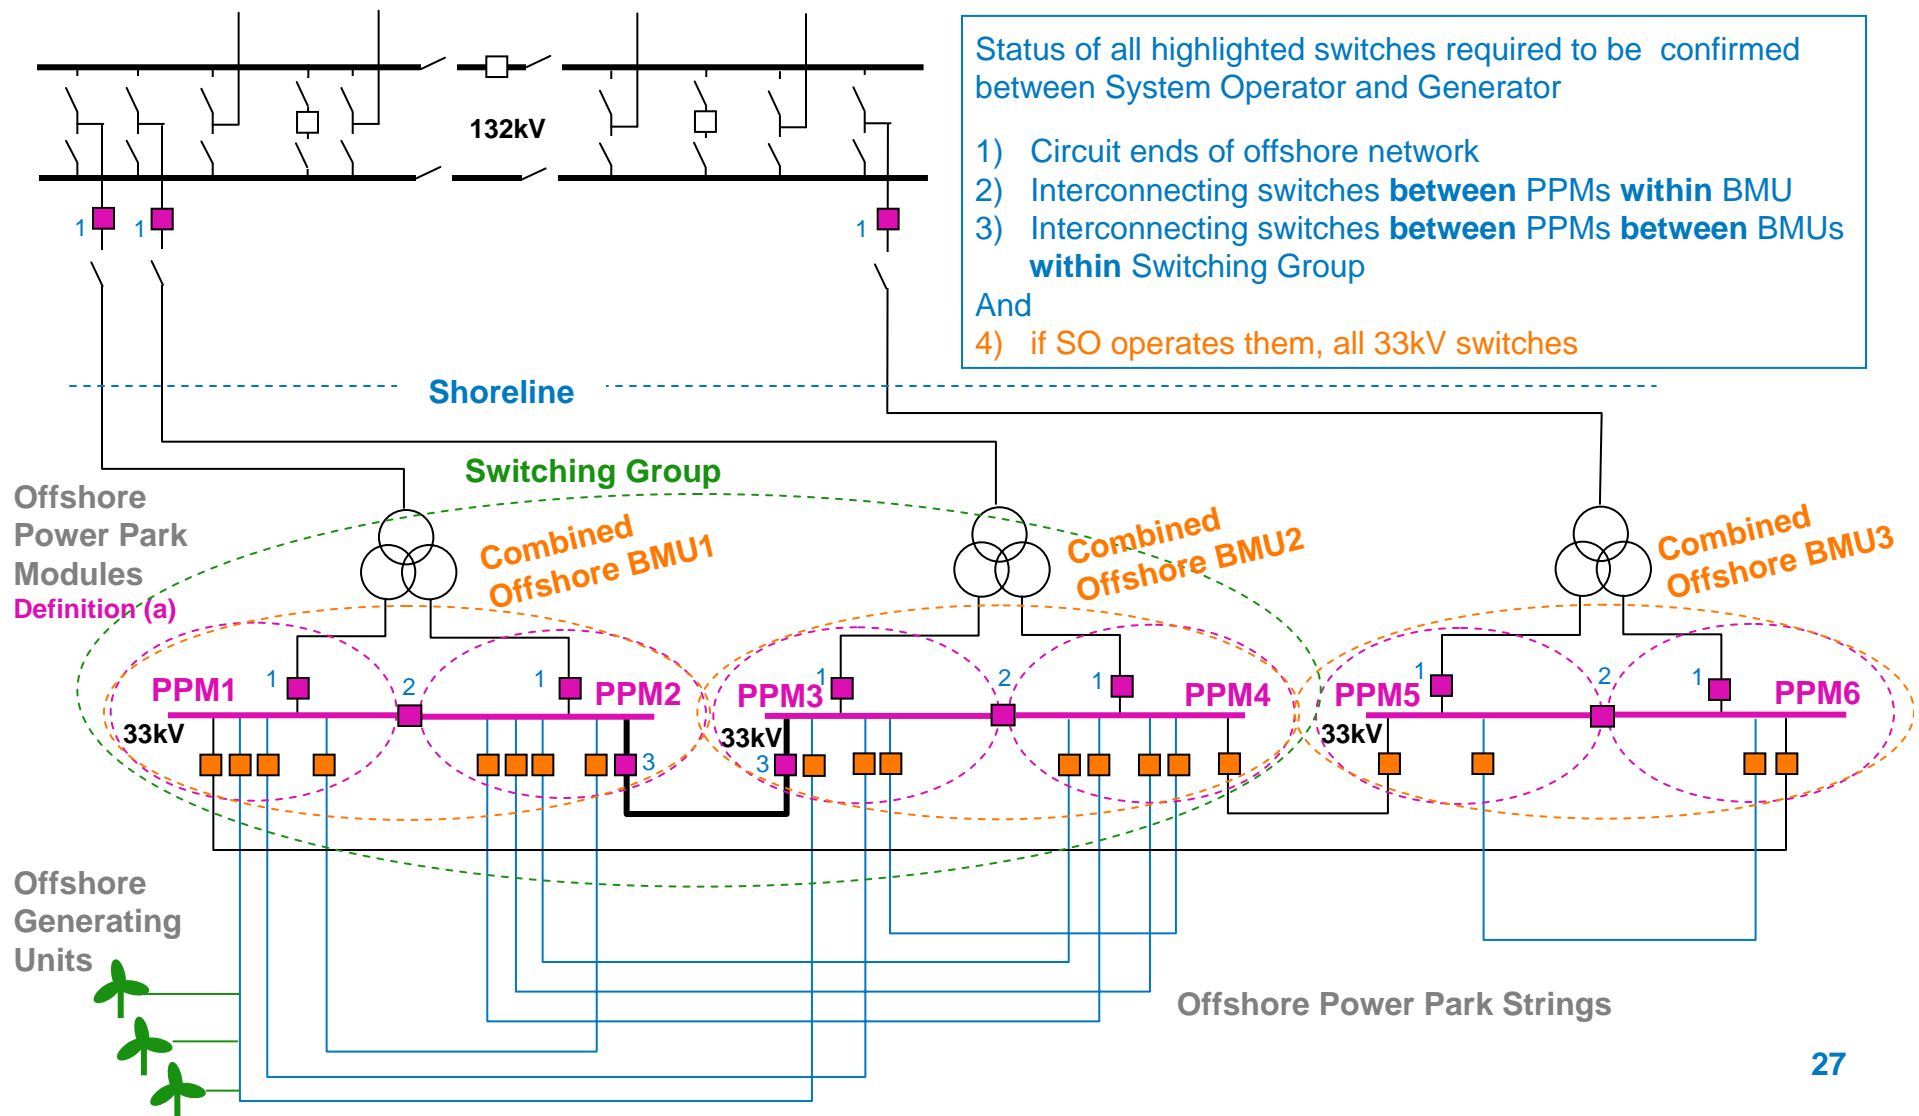 Status of all highlighted switches required to be confirmed
between System Operator and Generator
1) Circuit ends of offshore network
2) Interconnecting switches between PPMs within BMU
3) Interconnecting switches between PPMs between BMUs
within Switching Group
And
4) if SO operates them, all 33kV switches
132kV
1
1
1
Shoreline
Switching Group
Offshore
Power Park
Modules
Definition (a)
Combined
Offshore BMU1
Combined
Offshore BMU2
Combined
Offshore BMU3
PPM1
1
2
1
PPM2
PPM3
1
2
1
PPM4
PPM5
1
2
1
PPM6
33kV
3
33kV
3
33kV
Offshore
Generating
Units
Offshore Power Park Strings
27